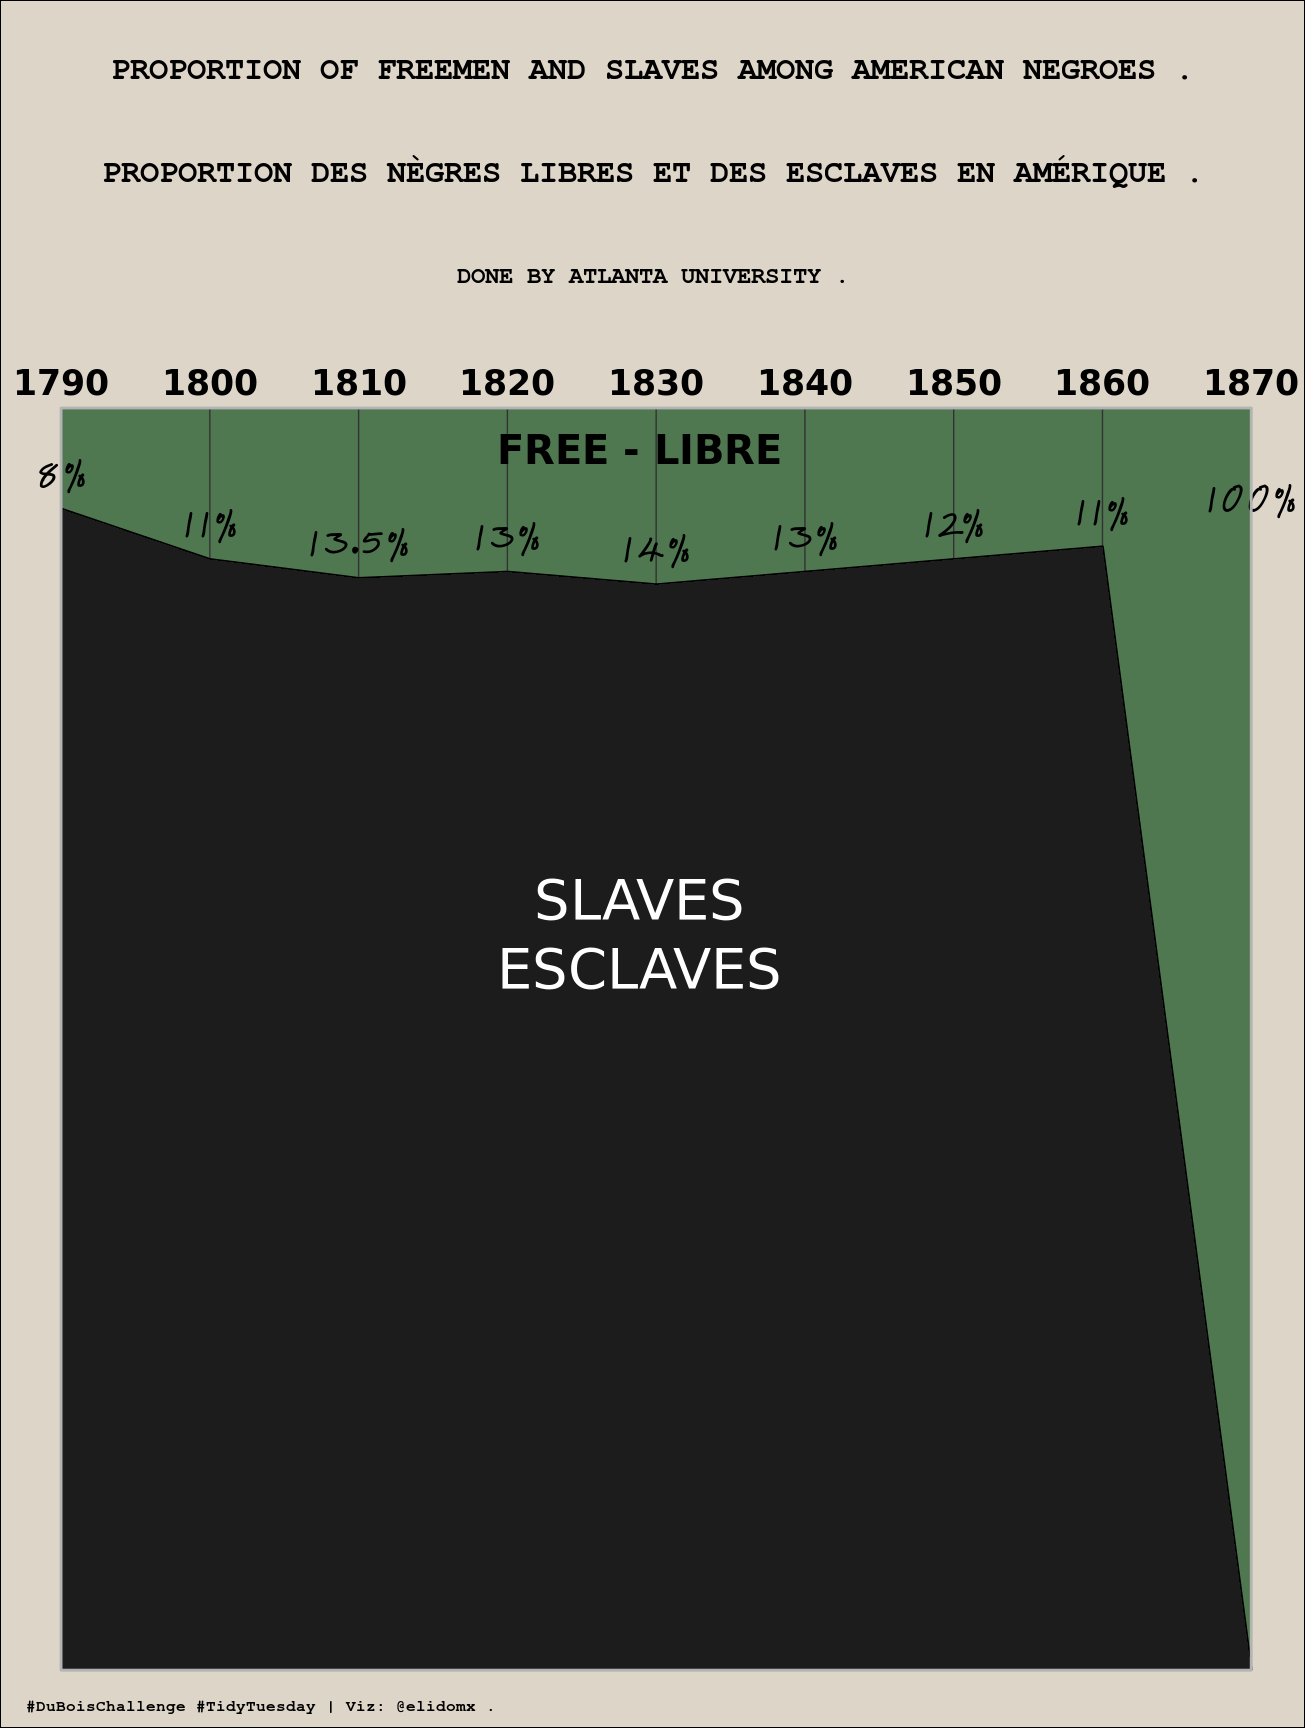 PROPORTION OF FREEMEN AND SLAVES AMONG AMERICAN NEGROES .
PROPORTION DES NÈGRES LIBRES ET DES ESCLAVES EN AMÉRIQUE .
DONE BY ATLANTA UNIVERSITY .
1790 1800 1810 1820 1830 1840 1850 1860 1870
FREE - LIBRE
8% 11% 13.5% 13% 14% 13% 12% 11% 100%
SLAVES
ESCLAVES
#DuBoisChallenge #TidyTuesday | Viz: @elidomx .